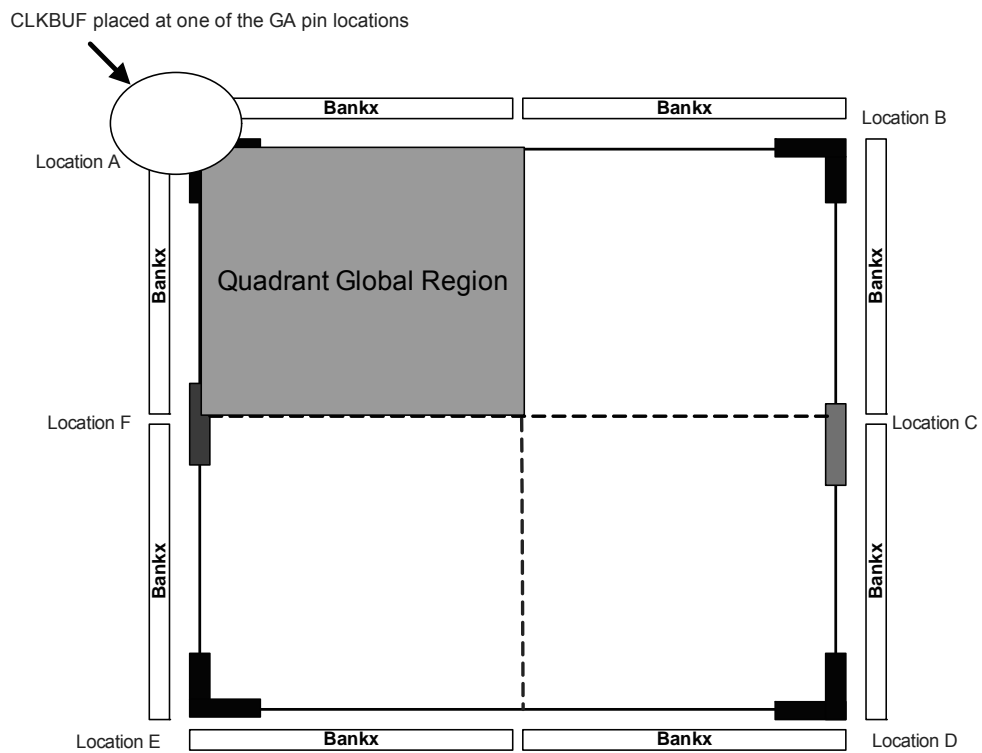 CLKBUF placed at one of the GA pin locations
Bankx
Bankx
Location B
Location A
Bankx
Quadrant Global Region
Bankx
Location F
Location C
Bankx
Bankx
Location E
Bankx
Bankx
Location D